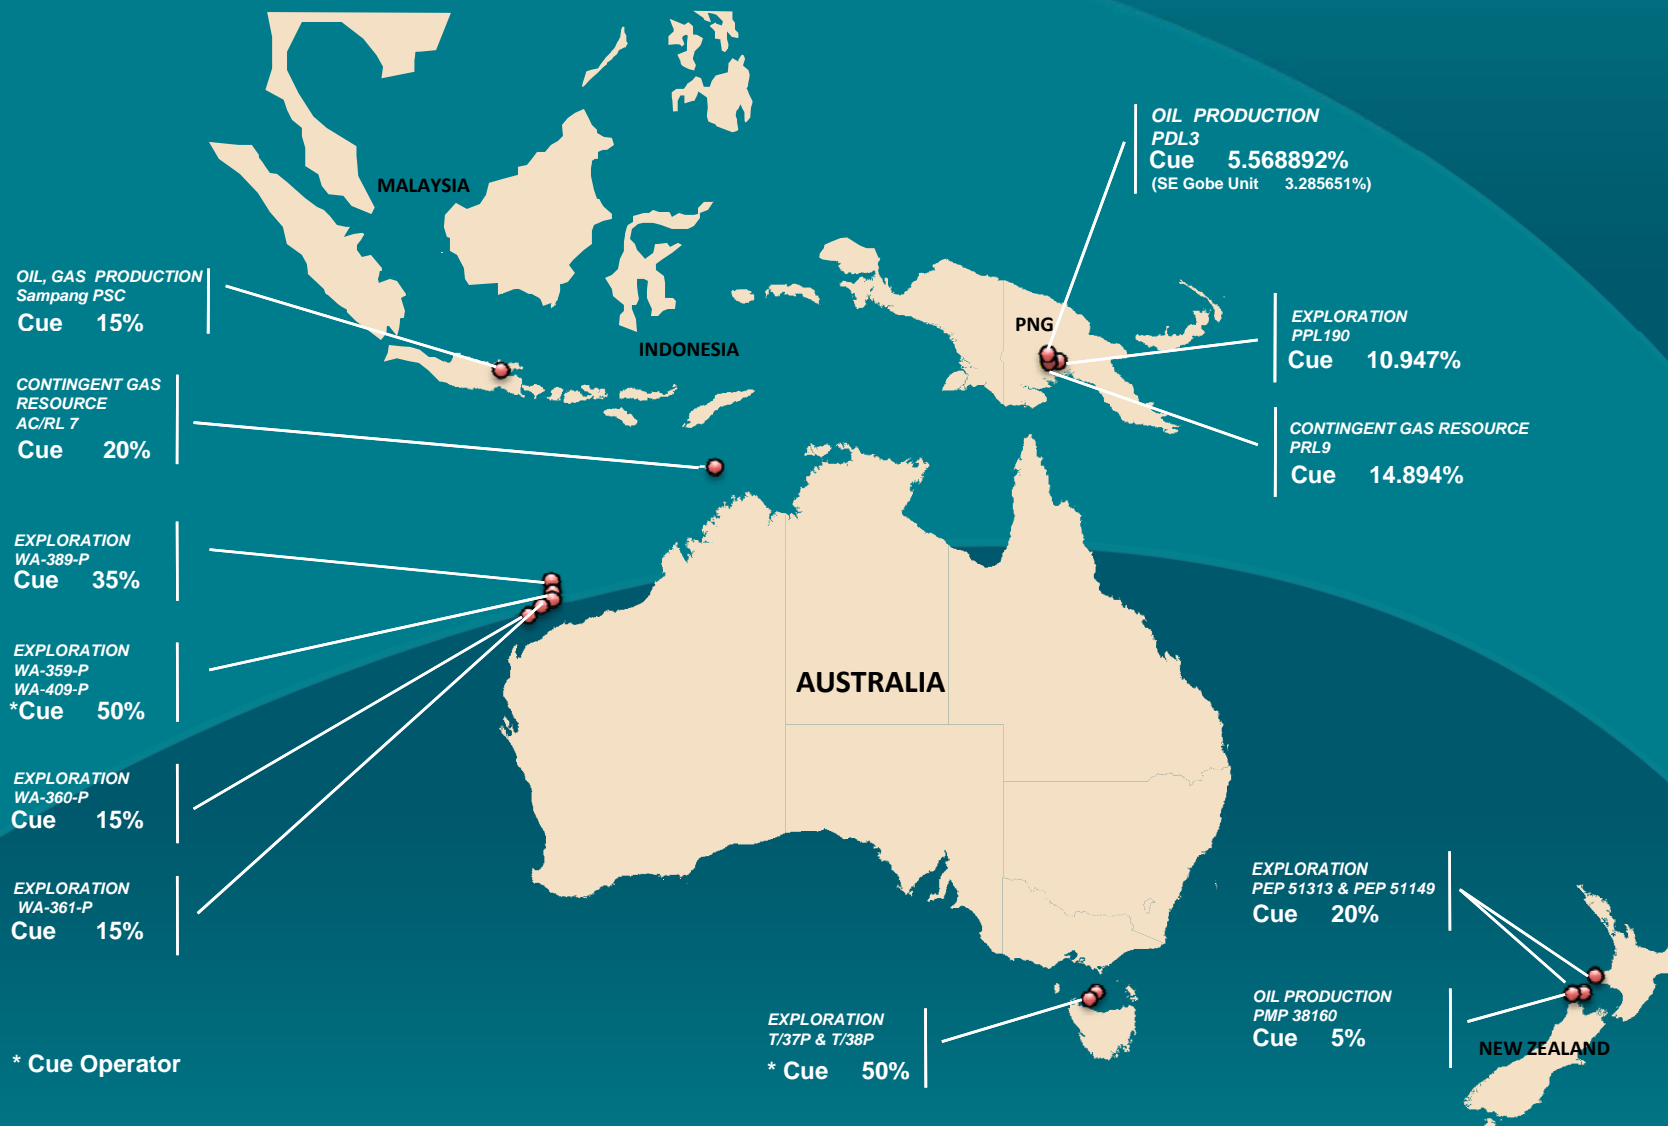 MALAYSIA
INDONESIA
PNG
AUSTRALIA
NEW ZEALAND
OIL, GAS PRODUCTION
Sampang PSC
Cue 15%
CONTINGENT GAS
RESOURCE
AC/RL 7
Cue 20%
EXPLORATION
WA-389-P
Cue 35%
EXPLORATION
WA-359-P
WA-409-P
*Cue 50%
EXPLORATION
WA-360-P
Cue 15%
EXPLORATION
WA-361-P
Cue 15%
* Cue Operator
OIL PRODUCTION
PDL3
Cue 5.568892%
(SE Gobe Unit 3.285651%)
EXPLORATION
PPL190
Cue 10.947%
CONTINGENT GAS RESOURCE
PRL9
Cue 14.894%
EXPLORATION
PEP 51313 & PEP 51149
Cue 20%
OIL PRODUCTION
PMP 38160
Cue 5%
EXPLORATION
T/37P & T/38P
* Cue 50%